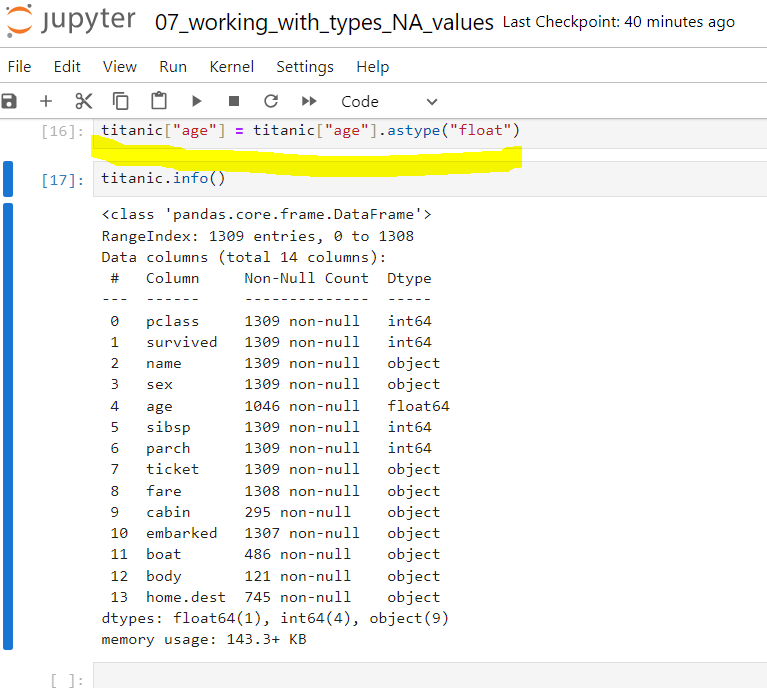 jupyter 07_working_with_types_NA_values Last Checkpoint: 40 minutes ago
File Edit View Run Kernel Settings Help
Code
[16]: titanic["age"] = titanic["age"].astype("float")
[17]: titanic.info()
<class 'pandas.core.frame.DataFrame'>
RangeIndex: 1309 entries, 0 to 1308
Data columns (total 14 columns):
 #   Column     Non-Null Count  Dtype
---  ------     --------------  -----
 0   pclass     1309 non-null   int64
 1   survived   1309 non-null   int64
 2   name       1309 non-null   object
 3   sex        1309 non-null   object
 4   age        1046 non-null   float64
 5   sibsp      1309 non-null   int64
 6   parch      1309 non-null   int64
 7   ticket     1309 non-null   object
 8   fare       1308 non-null   object
 9   cabin      295 non-null    object
 10  embarked   1307 non-null   object
 11  boat       486 non-null    object
 12  body       121 non-null    object
 13  home.dest  745 non-null    object
dtypes: float64(1), int64(4), object(9)
memory usage: 143.3+ KB
[ ]: